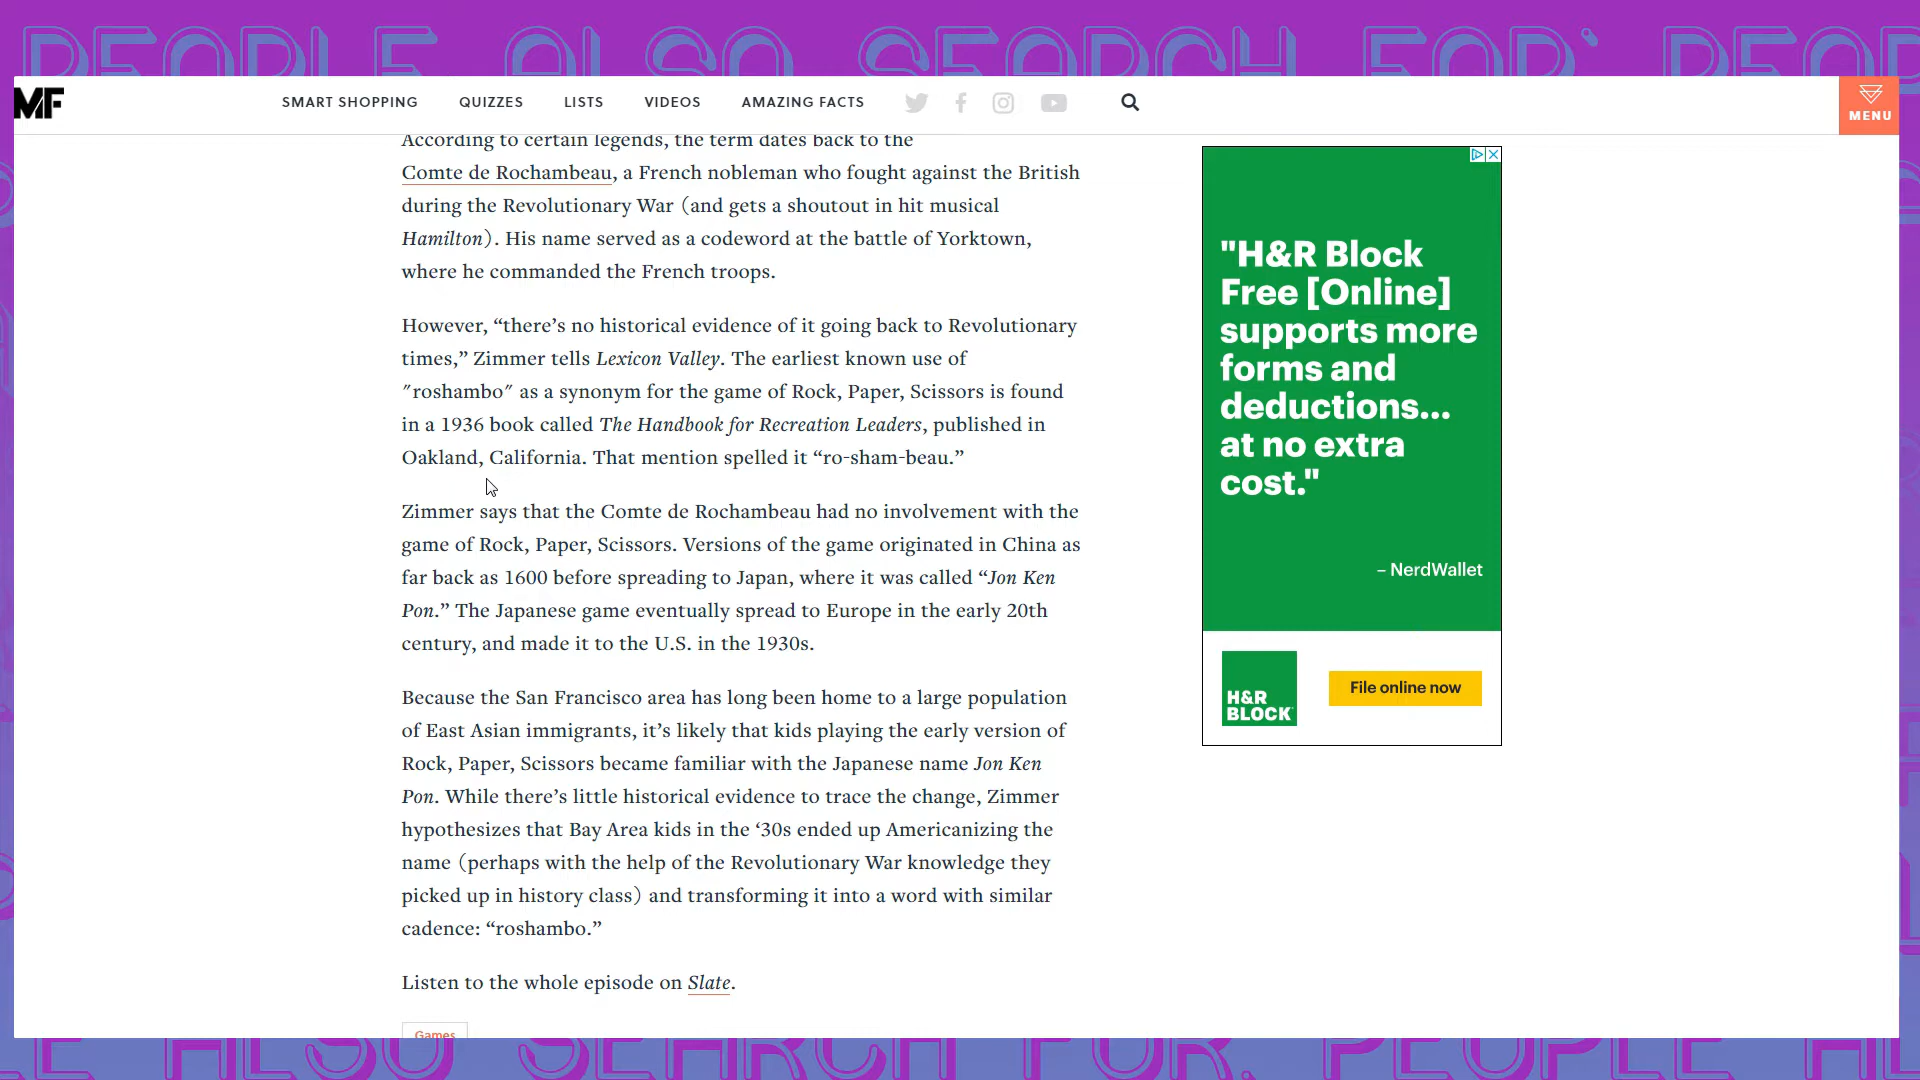 PEOPLE ALSO SEARCH FOR: PEOP
MF
SMART SHOPPING QUIZZES LISTS VIDEOS AMAZING FACTS
MENU
According to certain legends, the term dates back to the
Comte de Rochambeau, a French nobleman who fought against the British
during the Revolutionary War (and gets a shoutout in hit musical
Hamilton). His name served as a codeword at the battle of Yorktown,
where he commanded the French troops.
However, “there’s no historical evidence of it going back to Revolutionary
times,” Zimmer tells Lexicon Valley. The earliest known use of
"roshambo" as a synonym for the game of Rock, Paper, Scissors is found
in a 1936 book called The Handbook for Recreation Leaders, published in
Oakland, California. That mention spelled it “ro-sham-beau.”
Zimmer says that the Comte de Rochambeau had no involvement with the
game of Rock, Paper, Scissors. Versions of the game originated in China as
far back as 1600 before spreading to Japan, where it was called “Jon Ken
Pon.” The Japanese game eventually spread to Europe in the early 20th
century, and made it to the U.S. in the 1930s.
Because the San Francisco area has long been home to a large population
of East Asian immigrants, it’s likely that kids playing the early version of
Rock, Paper, Scissors became familiar with the Japanese name Jon Ken
Pon. While there’s little historical evidence to trace the change, Zimmer
hypothesizes that Bay Area kids in the ‘30s ended up Americanizing the
name (perhaps with the help of the Revolutionary War knowledge they
picked up in history class) and transforming it into a word with similar
cadence: “roshambo.”
Listen to the whole episode on Slate.
Games
"H&R Block
Free [Online]
supports more
forms and
deductions...
at no extra
cost."
– NerdWallet
H&R
BLOCK
File online now
LE ALSO SEARCH FOR: PEOPLE AL